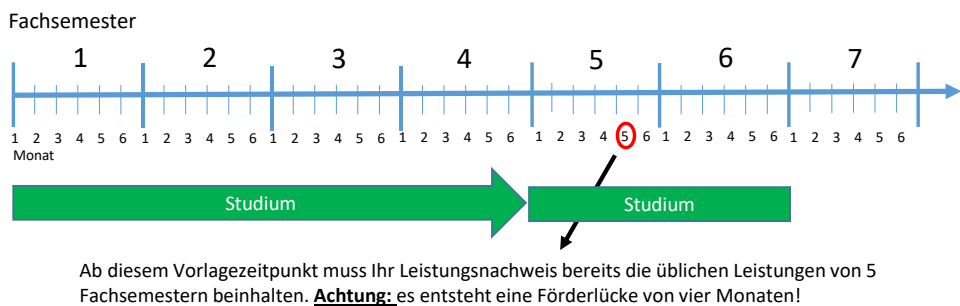 Fachsemester
1 2 3 4 5 6 7
1 2 3 4 5 6 1 2 3 4 5 6 1 2 3 4 5 6 1 2 3 4 5 6 1 2 3 4 5 6 1 2 3 4 5 6 1 2 3 4 5 6
Monat
Studium Studium
Ab diesem Vorlagezeitpunkt muss Ihr Leistungsnachweis bereits die üblichen Leistungen von 5
Fachsemestern beinhalten. Achtung: es entsteht eine Förderlücke von vier Monaten!